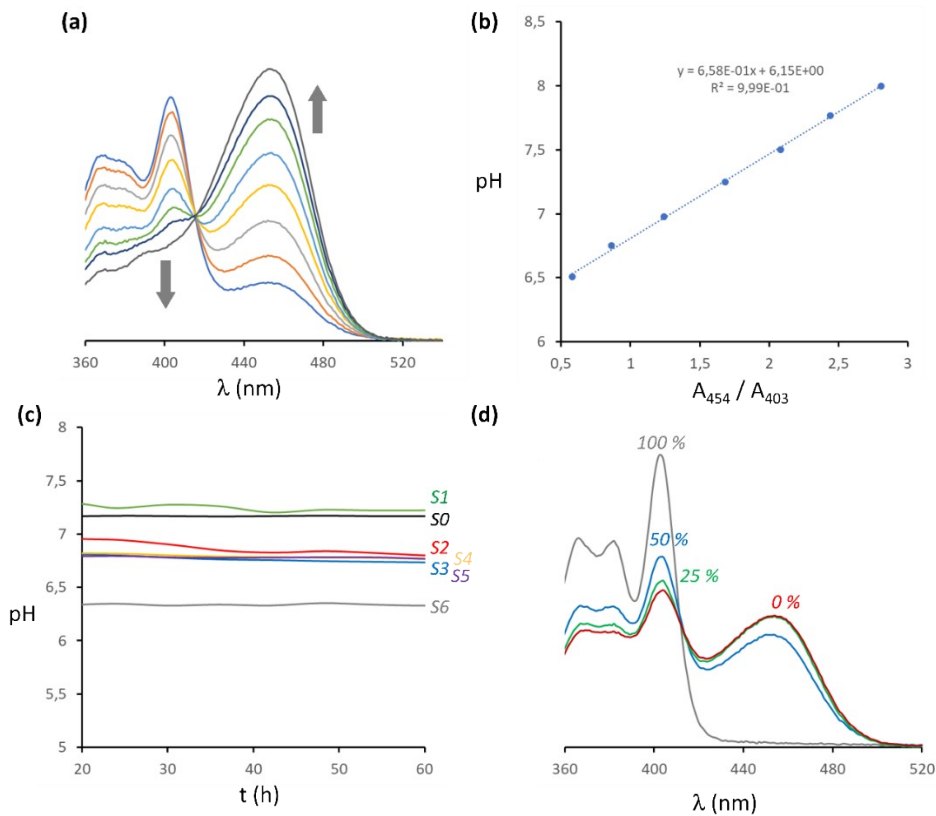 (a)
360 400 440 480 520
λ (nm)
(b)
8,5
8
7,5
7
6,5
6
pH
y = 6,58E-01x + 6,15E+00
R² = 9,99E-01
0,5 1 1,5 2 2,5 3
A454 / A403
(c)
8
7,5
7
6,5
6
5,5
5
pH
S1
S0
S2
S4
S3
S5
S6
20 30 40 50 60
t (h)
(d)
100 %
50 %
25 %
0 %
360 400 440 480 520
λ (nm)